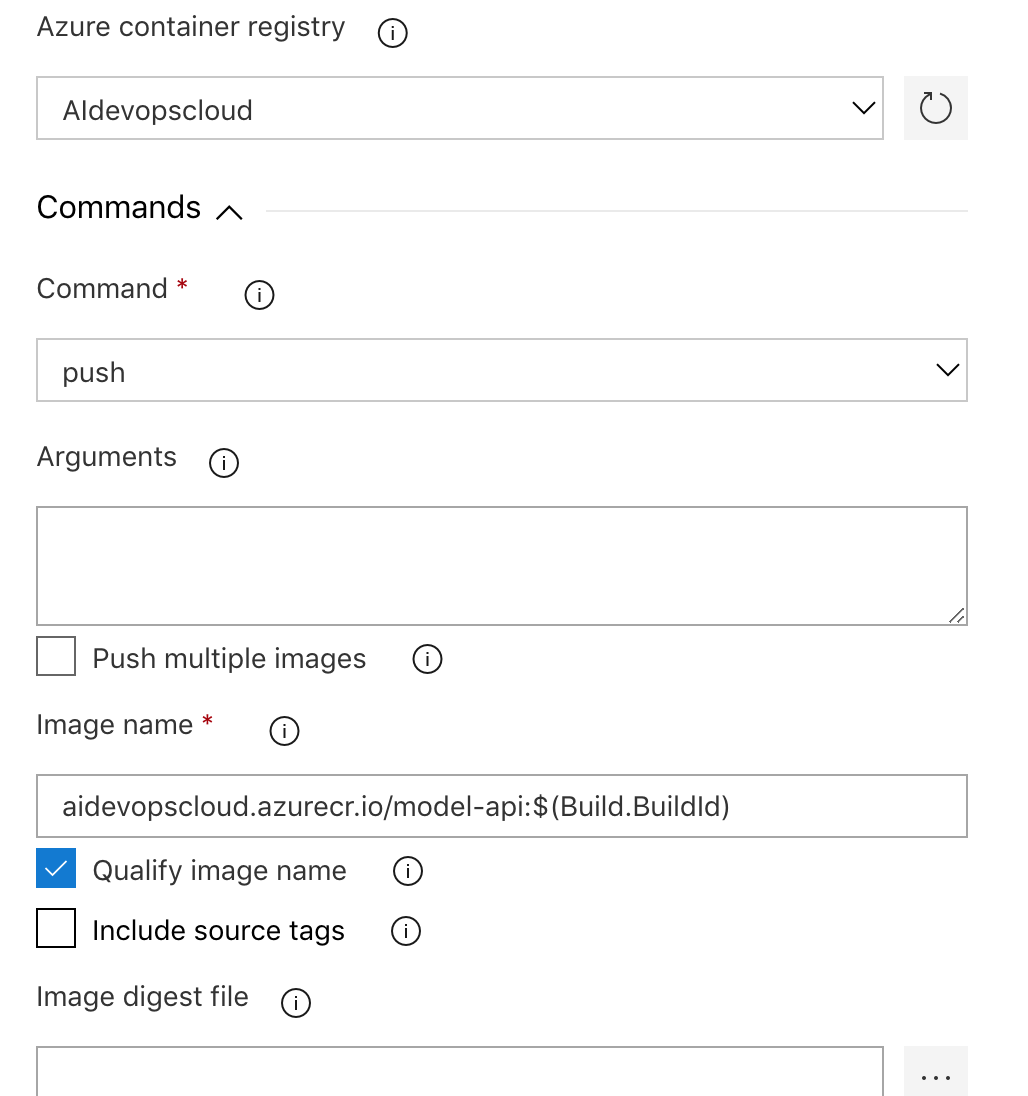 Azure container registry
AIdevopscloud
Commands
Command *
push
Arguments
Push multiple images
Image name *
aidevopscloud.azurecr.io/model-api:$(Build.BuildId)
Qualify image name
Include source tags
Image digest file
...